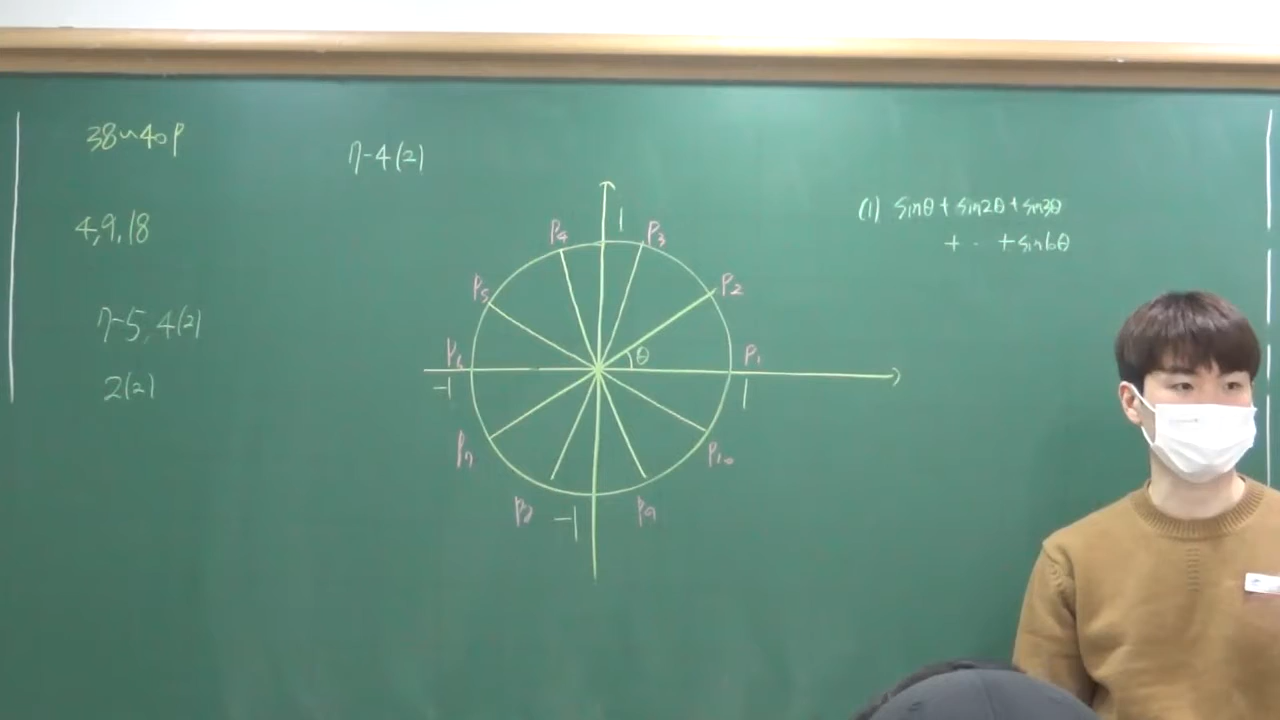 38~40P
4, 9, 18
7-5, 4(2)
2(2)
7-4(2)
1
P4
P3
P5
P2
θ
P6
P1
-1
1
P7
P10
P8
-1
P9
(1) sinθ + sin2θ + sin3θ
+ ·· + sin6θ